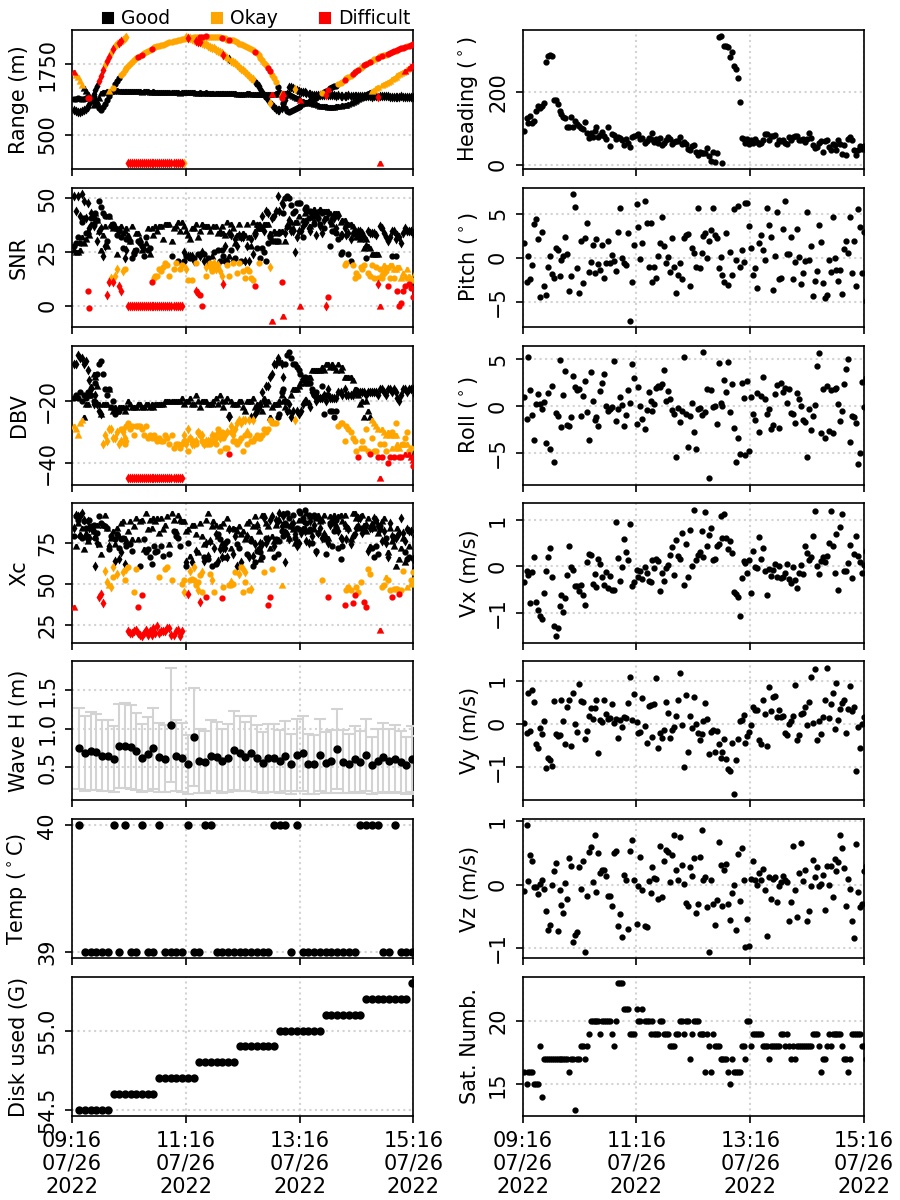 Good Okay Difficult
Range (m)
1750
500
Heading (°)
200
0
SNR
50
25
0
Pitch (°)
5
0
−5
DBV
−20
−40
Roll (°)
5
0
−5
Xc
75
50
25
Vx (m/s)
1
0
−1
Wave H (m)
1.5
1.0
0.5
Vy (m/s)
1
0
−1
Temp (°C)
40
39
Vz (m/s)
1
0
−1
Disk used (G)
55.0
54.5
Sat. Numb.
20
15
09:16 11:16 13:16 15:16
07/26 07/26 07/26 07/26
2022 2022 2022 2022
09:16 11:16 13:16 15:16
07/26 07/26 07/26 07/26
2022 2022 2022 2022